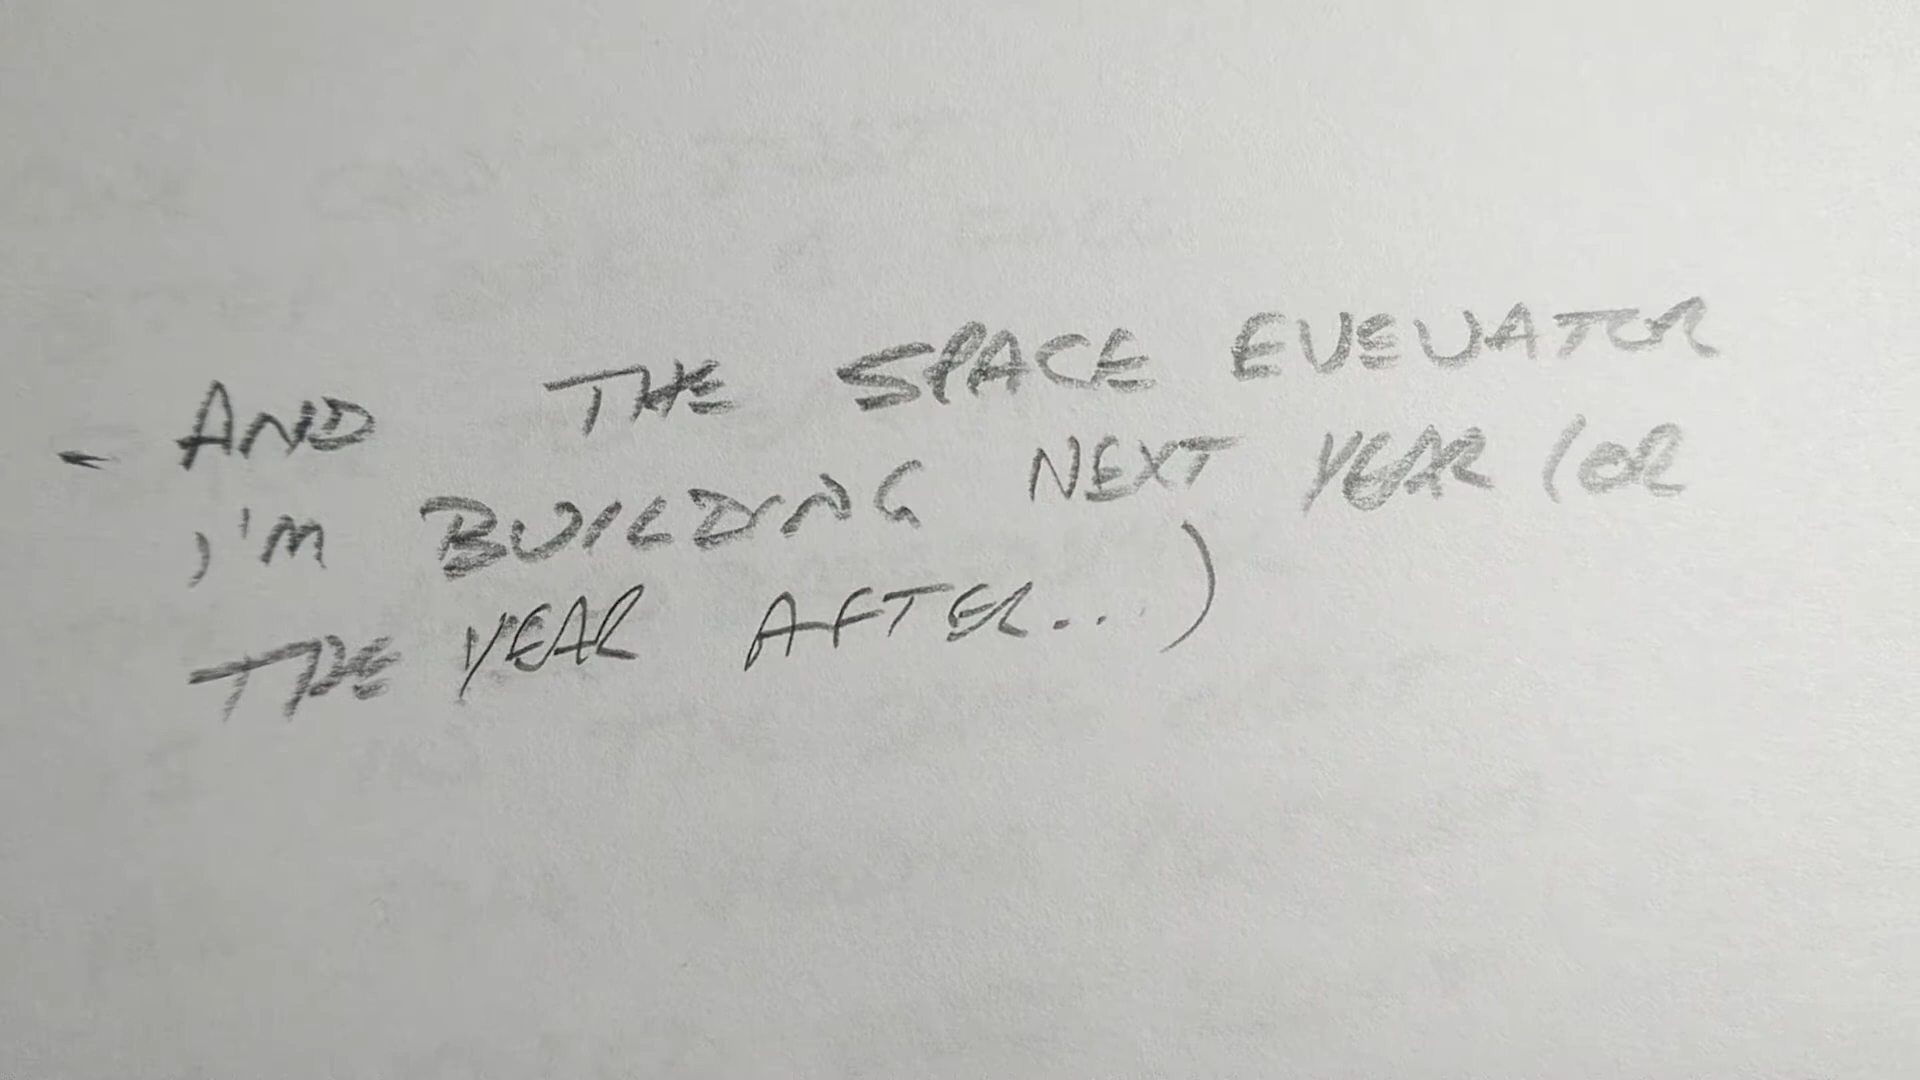 - AND THE SPACE ELEVATOR
I'M BUILDING NEXT YEAR (OR
THE YEAR AFTER...)